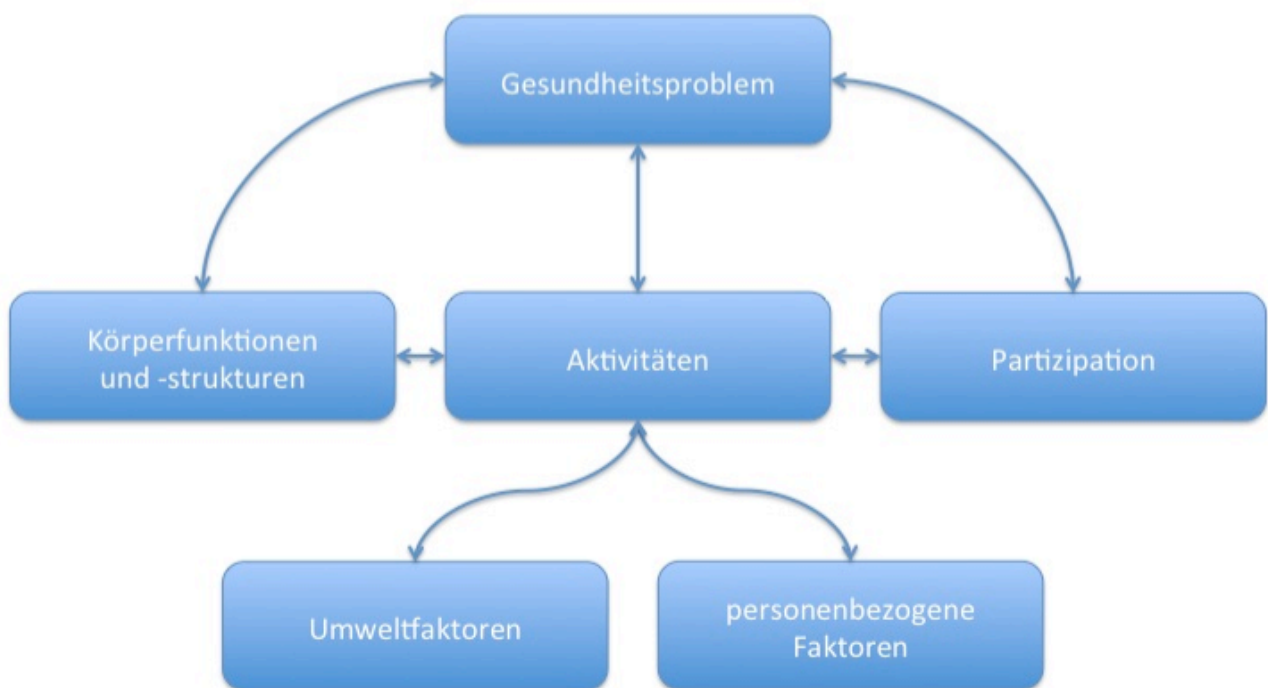 Gesundheitsproblem
Körperfunktionen
und -strukturen
Aktivitäten
Partizipation
Umweltfaktoren
personenbezogene
Faktoren